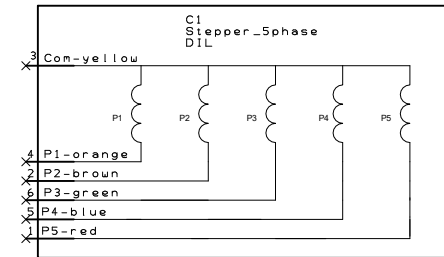 C1
Stepper_5phase
DIL
3 Com-yellow
P1 P2 P3 P4 P5
4 P1-orange
2 P2-brown
6 P3-green
5 P4-blue
1 P5-red